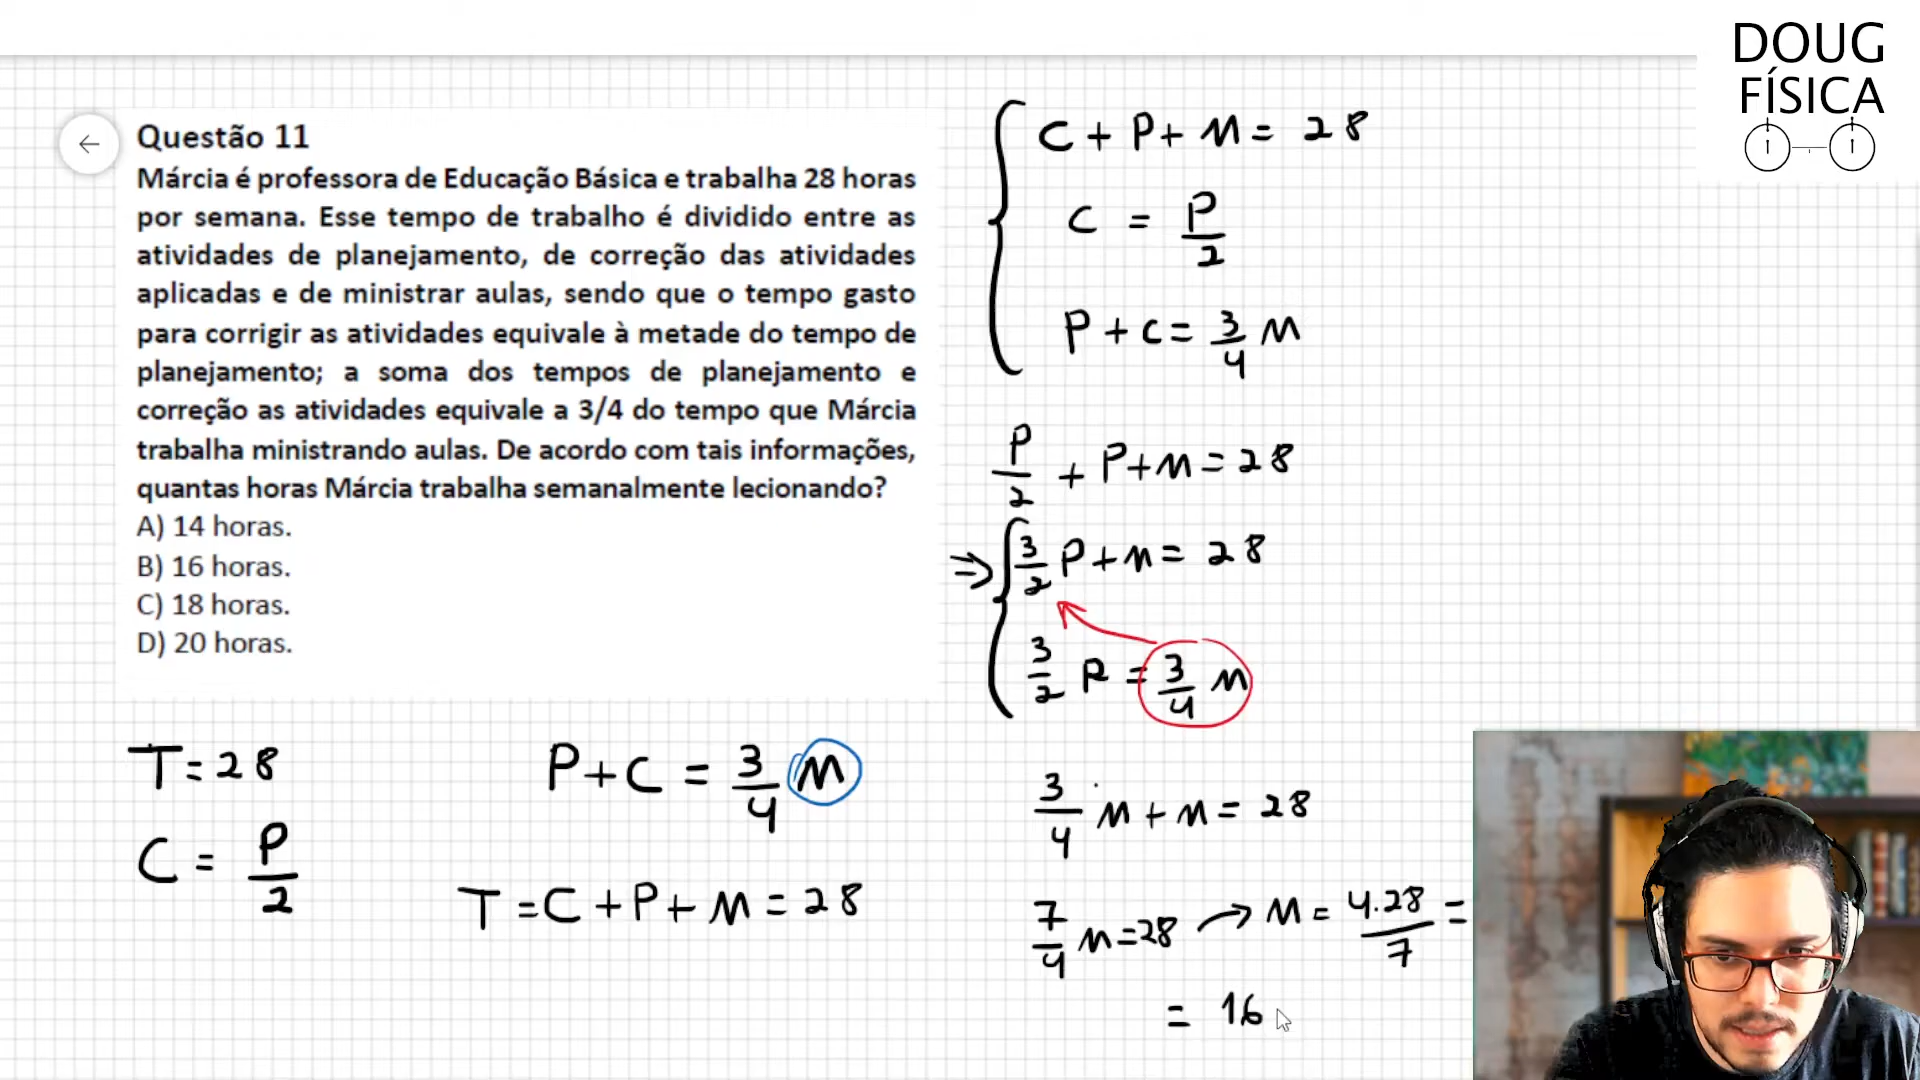 DOUG
FÍSICA
Questão 11
Márcia é professora de Educação Básica e trabalha 28 horas
por semana. Esse tempo de trabalho é dividido entre as
atividades de planejamento, de correção das atividades
aplicadas e de ministrar aulas, sendo que o tempo gasto
para corrigir as atividades equivale à metade do tempo de
planejamento; a soma dos tempos de planejamento e
correção as atividades equivale a 3/4 do tempo que Márcia
trabalha ministrando aulas. De acordo com tais informações,
quantas horas Márcia trabalha semanalmente lecionando?
A) 14 horas.
B) 16 horas.
C) 18 horas.
D) 20 horas.
T = 28
C = P/2
P + C = 3/4 M
T = C + P + M = 28
C + P + M = 28
C = P/2
P + C = 3/4 M
P/2 + P + M = 28
⇒ 3/2 P + M = 28
3/2 P = 3/4 M
3/4 M + M = 28
7/4 M = 28 → M = 4.28/7 =
= 16